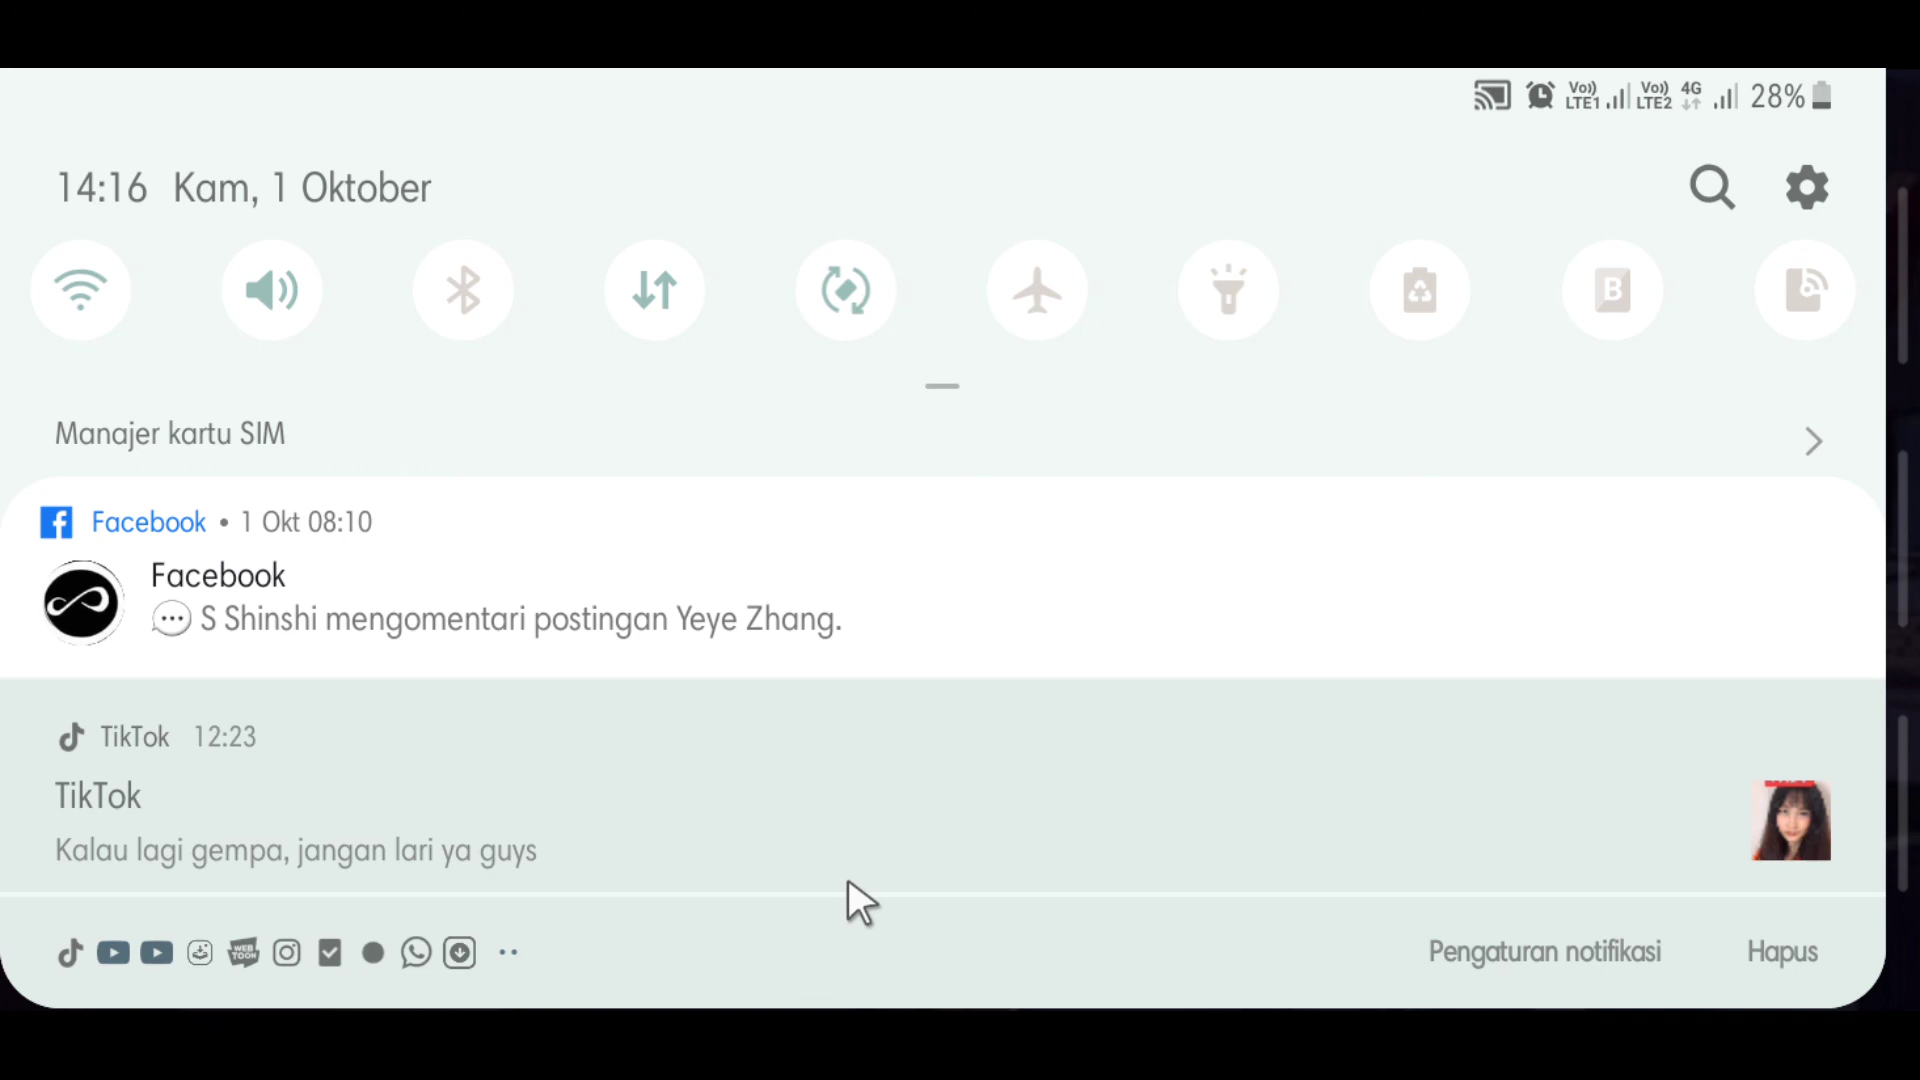 Vo)) LTE1 Vo)) LTE2 4G 28%
14:16 Kam, 1 Oktober
B
Manajer kartu SIM
Facebook • 1 Okt 08:10
Facebook
S Shinshi mengomentari postingan Yeye Zhang.
TikTok 12:23
TikTok
Kalau lagi gempa, jangan lari ya guys
WEB TOON
Pengaturan notifikasi Hapus